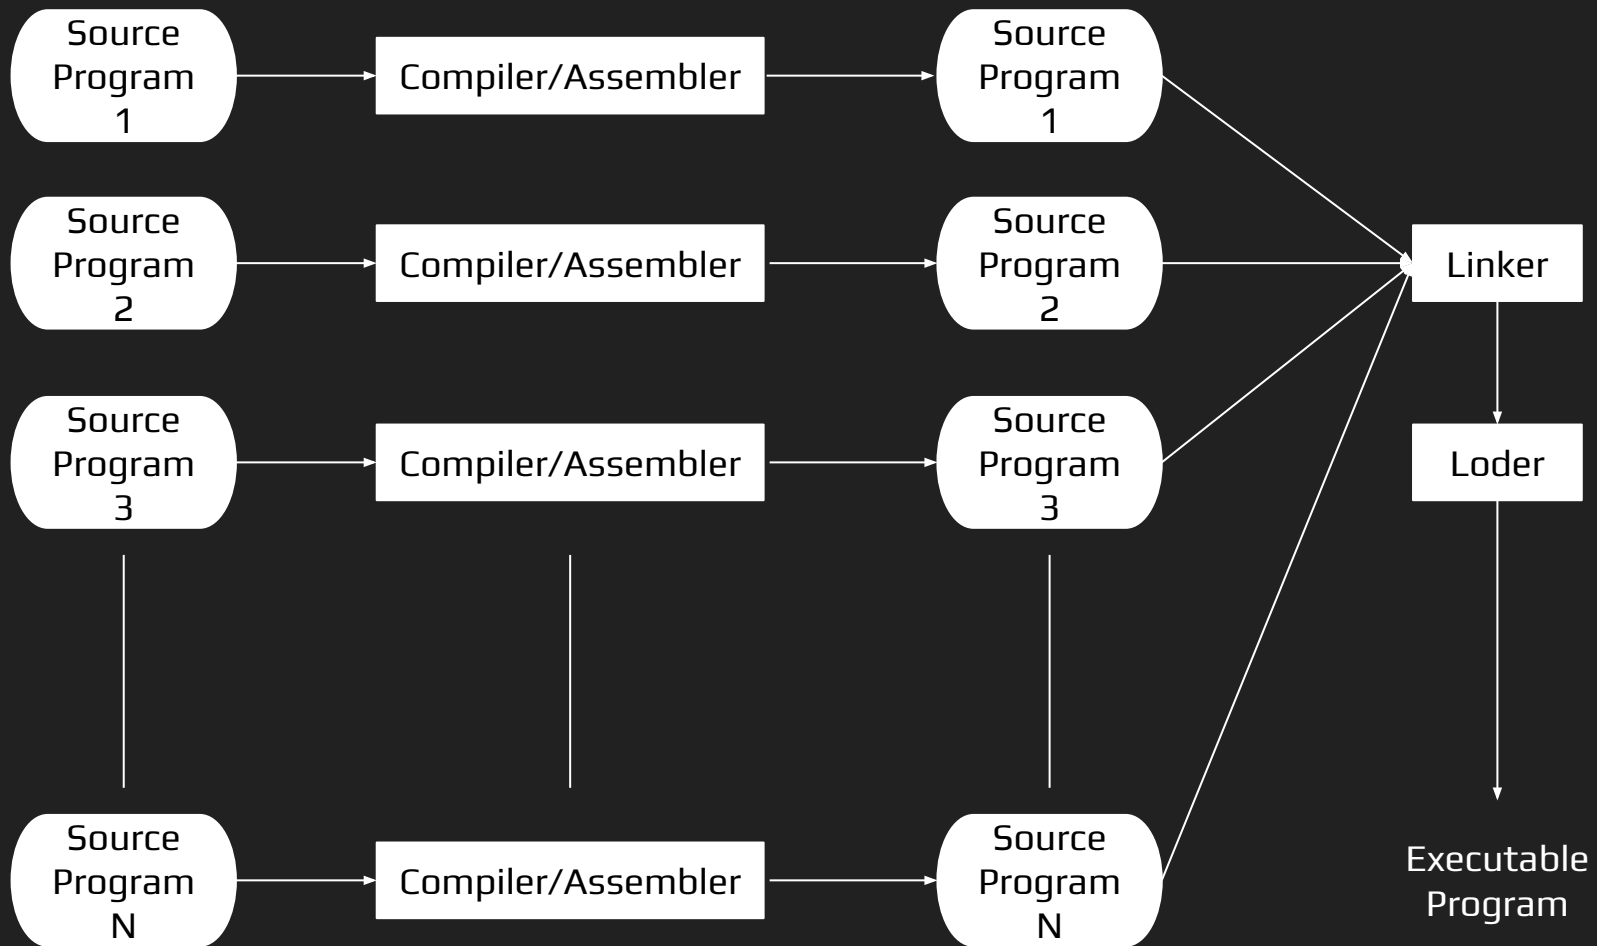 Source
Program
1
Compiler/Assembler
Source
Program
1
Source
Program
2
Compiler/Assembler
Source
Program
2
Linker
Source
Program
3
Compiler/Assembler
Source
Program
3
Loder
Source
Program
N
Compiler/Assembler
Source
Program
N
Executable
Program